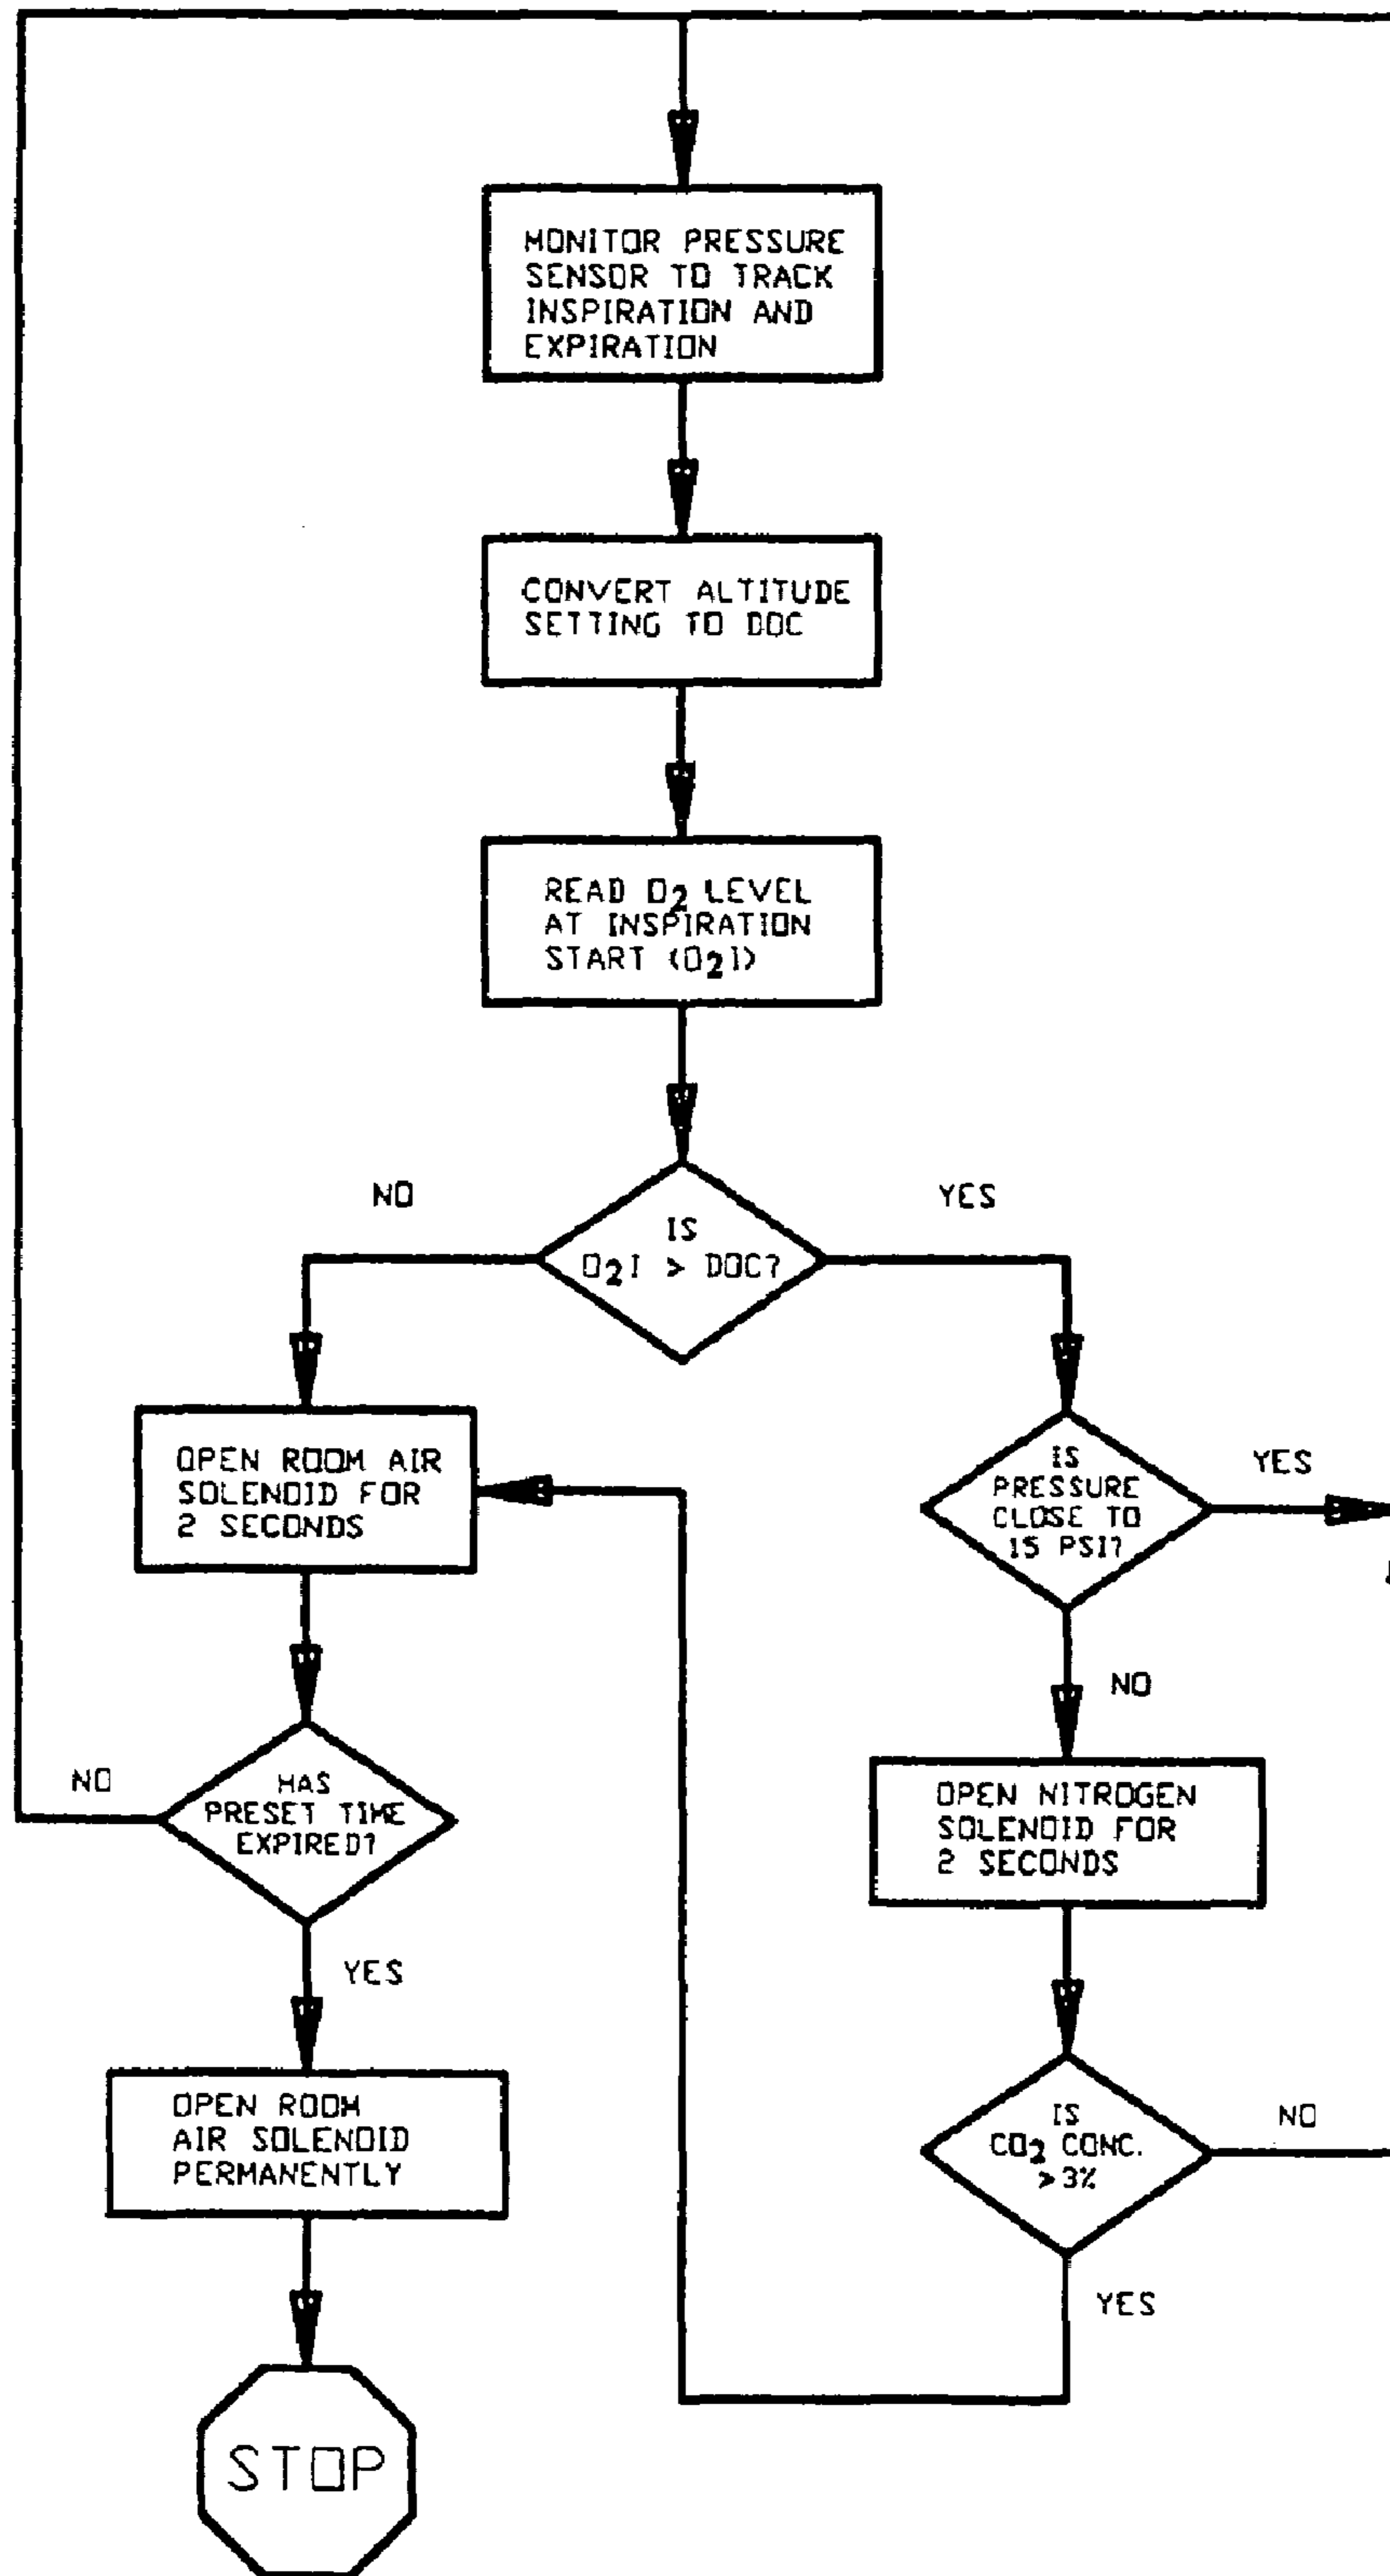 MONITOR PRESSURE
SENSOR TO TRACK
INSPIRATION AND
EXPIRATION
CONVERT ALTITUDE
SETTING TO DOC
READ O2 LEVEL
AT INSPIRATION
START (O2I)
NO
YES
IS
O2I > DOC?
OPEN ROOM AIR
SOLENOID FOR
2 SECONDS
IS
PRESSURE
CLOSE TO
15 PSI?
YES
NO
NO
HAS
PRESET TIME
EXPIRED?
OPEN NITROGEN
SOLENOID FOR
2 SECONDS
YES
OPEN ROOM
AIR SOLENOID
PERMANENTLY
IS
CO2 CONC.
>3%
NO
YES
STOP